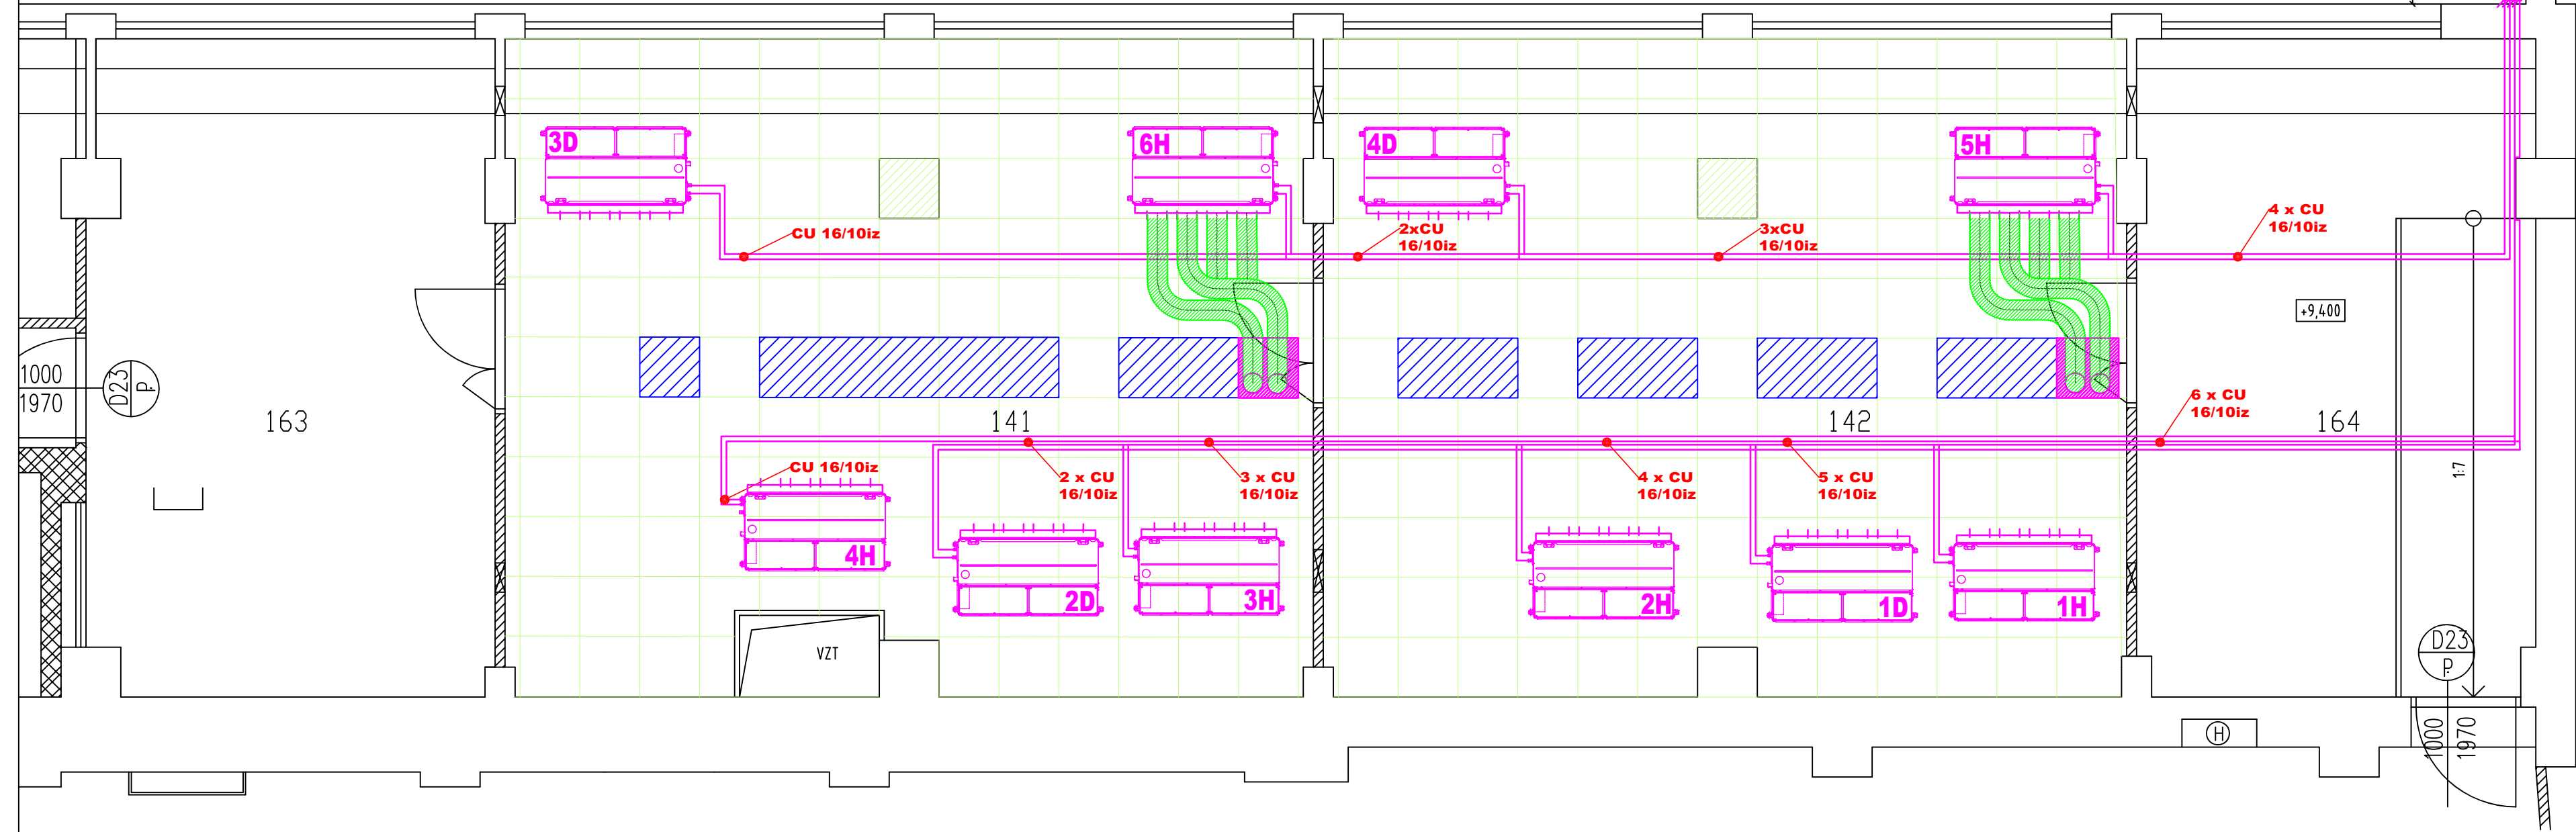 3D
6H
4D
5H
CU 16/10iz
2xCU
16/10iz
3xCU
16/10iz
4 x CU
16/10iz
+9,400
1000
1970
D23
P.
163
141
142
164
6 x CU
16/10iz
CU 16/10iz
2 x CU
16/10iz
3 x CU
16/10iz
4 x CU
16/10iz
5 x CU
16/10iz
1:7
4H
2D
3H
2H
1D
1H
VZT
D23
P.
H
1000
1970